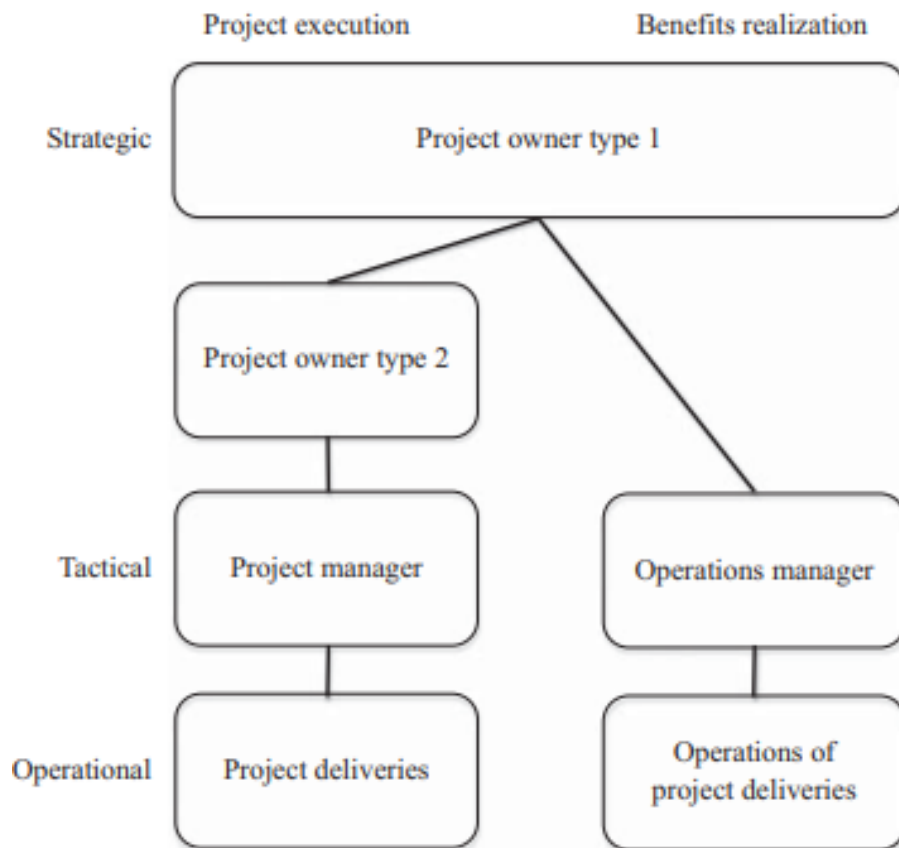 Project execution
Benefits realization
Strategic
Project owner type 1
Project owner type 2
Tactical
Project manager
Operations manager
Operational
Project deliveries
Operations of
project deliveries